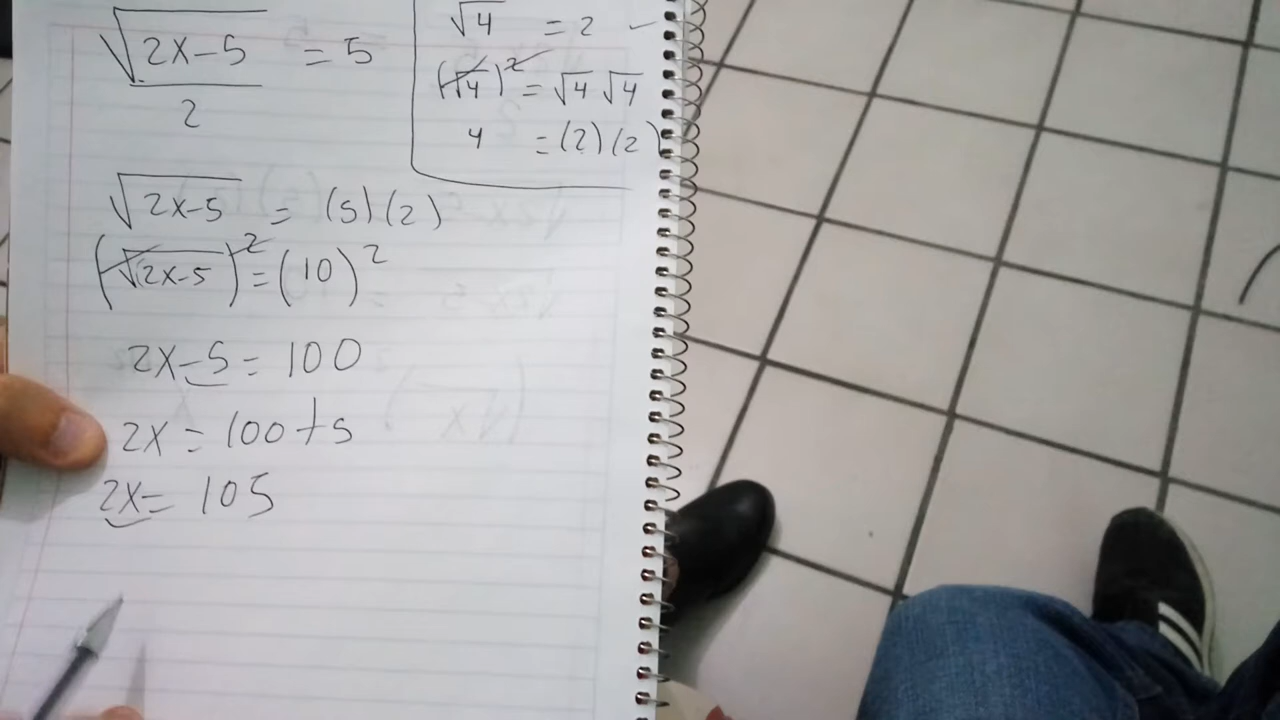 √(2x-5)/2 = 5
√(2x-5) = (5)(2)
(√(2x-5))² = (10)²
2x-5 = 100
2x = 100+5
2x = 105
√4 = 2
(√4)² = √4 √4
4 = (2)(2)